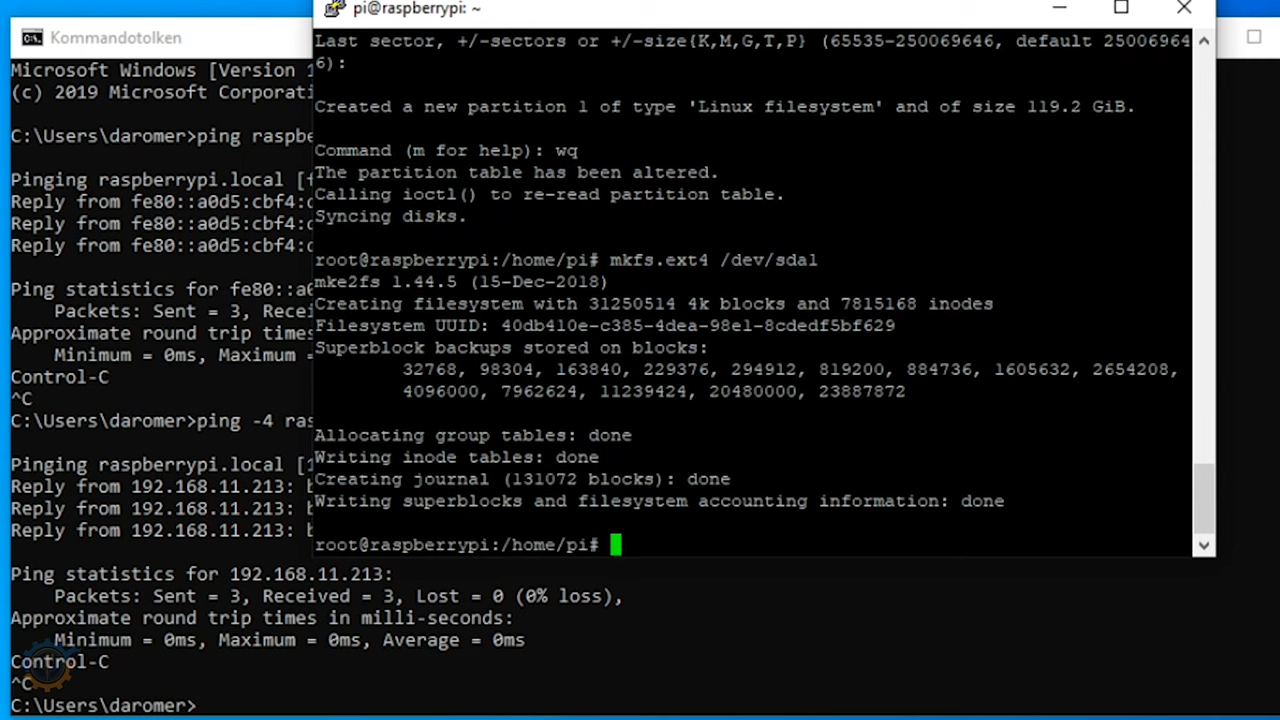 Kommandotolken
Microsoft Windows [Version
(c) 2019 Microsoft Corporati
C:\Users\daromer>ping raspbe
Pinging raspberrypi.local [
Reply from fe80::a0d5:cbf4:
Reply from fe80::a0d5:cbf4:
Reply from fe80::a0d5:cbf4:
Ping statistics for fe80::a0
Packets: Sent = 3, Recei
Approximate round trip times
Minimum = 0ms, Maximum =
Control-C
^C
C:\Users\daromer>ping -4 ras
Pinging raspberrypi.local [
Reply from 192.168.11.213:
Reply from 192.168.11.213:
Reply from 192.168.11.213:
Ping statistics for 192.168.11.213:
Packets: Sent = 3, Received = 3, Lost = 0 (0% loss),
Approximate round trip times in milli-seconds:
Minimum = 0ms, Maximum = 0ms, Average = 0ms
Control-C
^C
C:\Users\daromer>
pi@raspberrypi: ~
Last sector, +/-sectors or +/-size{K,M,G,T,P} (65535-250069646, default 25006964
6):
Created a new partition 1 of type 'Linux filesystem' and of size 119.2 GiB.
Command (m for help): wq
The partition table has been altered.
Calling ioctl() to re-read partition table.
Syncing disks.
root@raspberrypi:/home/pi# mkfs.ext4 /dev/sda1
mke2fs 1.44.5 (15-Dec-2018)
Creating filesystem with 31250514 4k blocks and 7815168 inodes
Filesystem UUID: 40db410e-c385-4dea-98e1-8cdedf5bf629
Superblock backups stored on blocks:
32768, 98304, 163840, 229376, 294912, 819200, 884736, 1605632, 2654208,
4096000, 7962624, 11239424, 20480000, 23887872
Allocating group tables: done
Writing inode tables: done
Creating journal (131072 blocks): done
Writing superblocks and filesystem accounting information: done
root@raspberrypi:/home/pi#